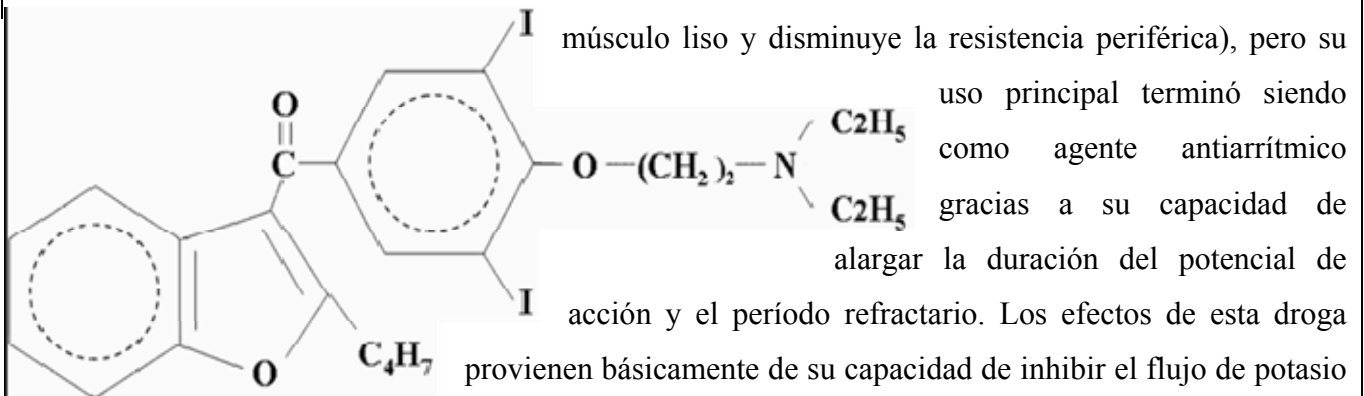 músculo liso y disminuye la resistencia periférica), pero su
uso principal terminó siendo
como agente antiarrítmico
gracias a su capacidad de
alargar la duración del potencial de
acción y el período refractario. Los efectos de esta droga
provienen básicamente de su capacidad de inhibir el flujo de potasio
I
O
C
O—(CH₂)₂—N
C2H₅
C2H₅
I
O
C₄H₇